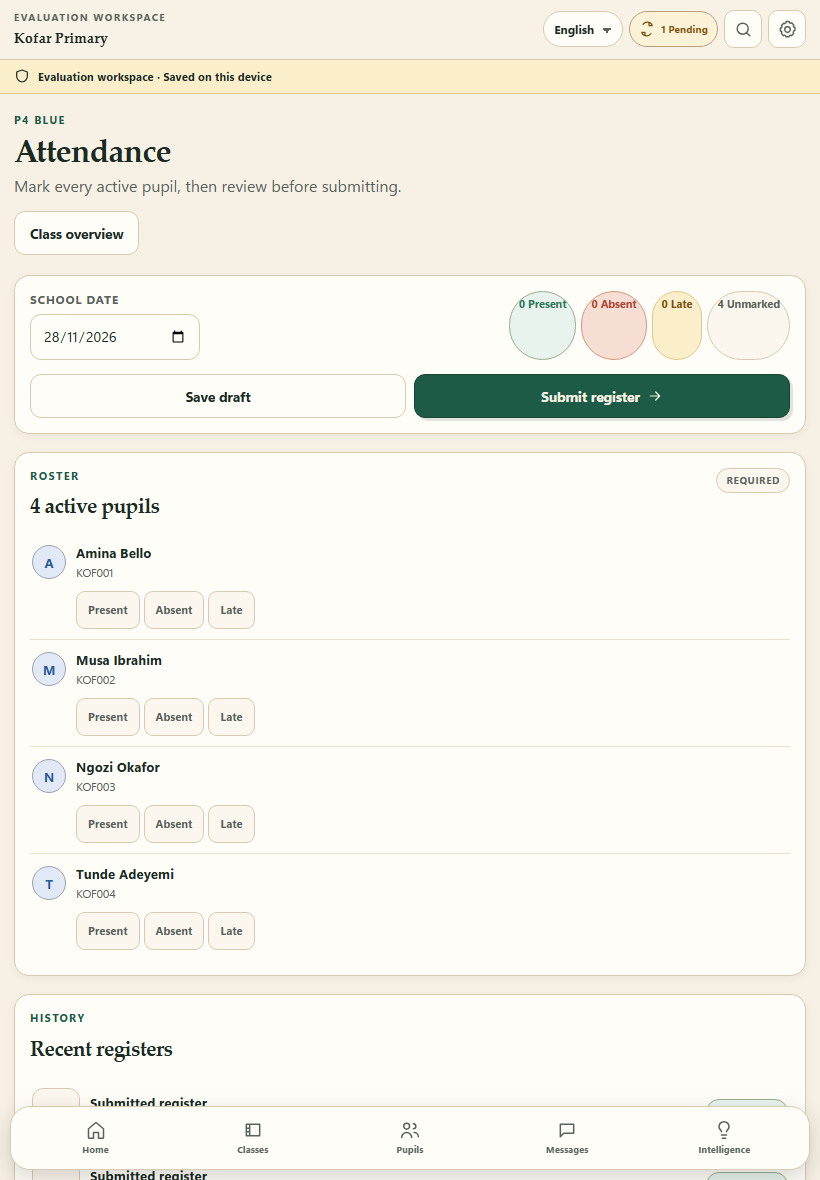 EVALUATION WORKSPACE
Kofar Primary
English
1 Pending
Evaluation workspace · Saved on this device
P4 BLUE
Attendance
Mark every active pupil, then review before submitting.
Class overview
SCHOOL DATE
28/11/2026
0 Present
0 Absent
0 Late
4 Unmarked
Save draft
Submit register →
ROSTER
4 active pupils
REQUIRED
A
Amina Bello
KOF001
Present
Absent
Late
M
Musa Ibrahim
KOF002
Present
Absent
Late
N
Ngozi Okafor
KOF003
Present
Absent
Late
T
Tunde Adeyemi
KOF004
Present
Absent
Late
HISTORY
Recent registers
Submitted register
Home
Classes
Pupils
Messages
Intelligence
Submitted register